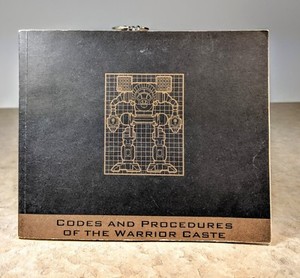 CODES AND PROCEDURES
OF THE WARRIOR CASTE